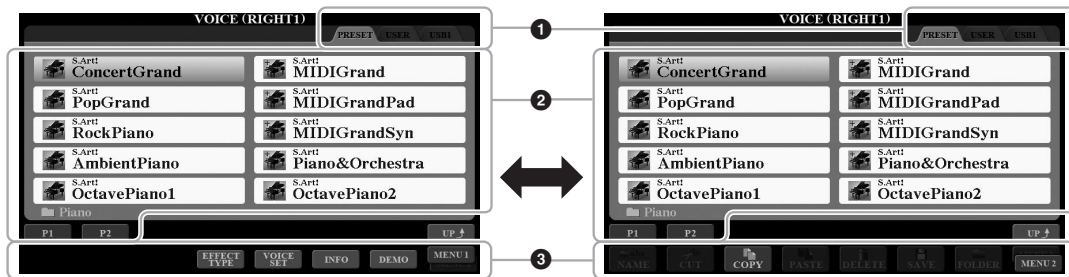 VOICE (RIGHT1)
PRESET USER USB1
S.Art! ConcertGrand S.Art! MIDIGrand
S.Art! PopGrand S.Art! MIDIGrandPad
S.Art! RockPiano S.Art! MIDIGrandSyn
S.Art! AmbientPiano S.Art! Piano&Orchestra
S.Art! OctavePiano1 S.Art! OctavePiano2
Piano
P1 P2 UP
EFFECT TYPE VOICE SET INFO DEMO MENU 1
1
2
3
VOICE (RIGHT1)
PRESET USER USB1
S.Art! ConcertGrand S.Art! MIDIGrand
S.Art! PopGrand S.Art! MIDIGrandPad
S.Art! RockPiano S.Art! MIDIGrandSyn
S.Art! AmbientPiano S.Art! Piano&Orchestra
S.Art! OctavePiano1 S.Art! OctavePiano2
Piano
P1 P2 UP
NAME CUT COPY PASTE DELETE SAVE FOLDER MENU 2